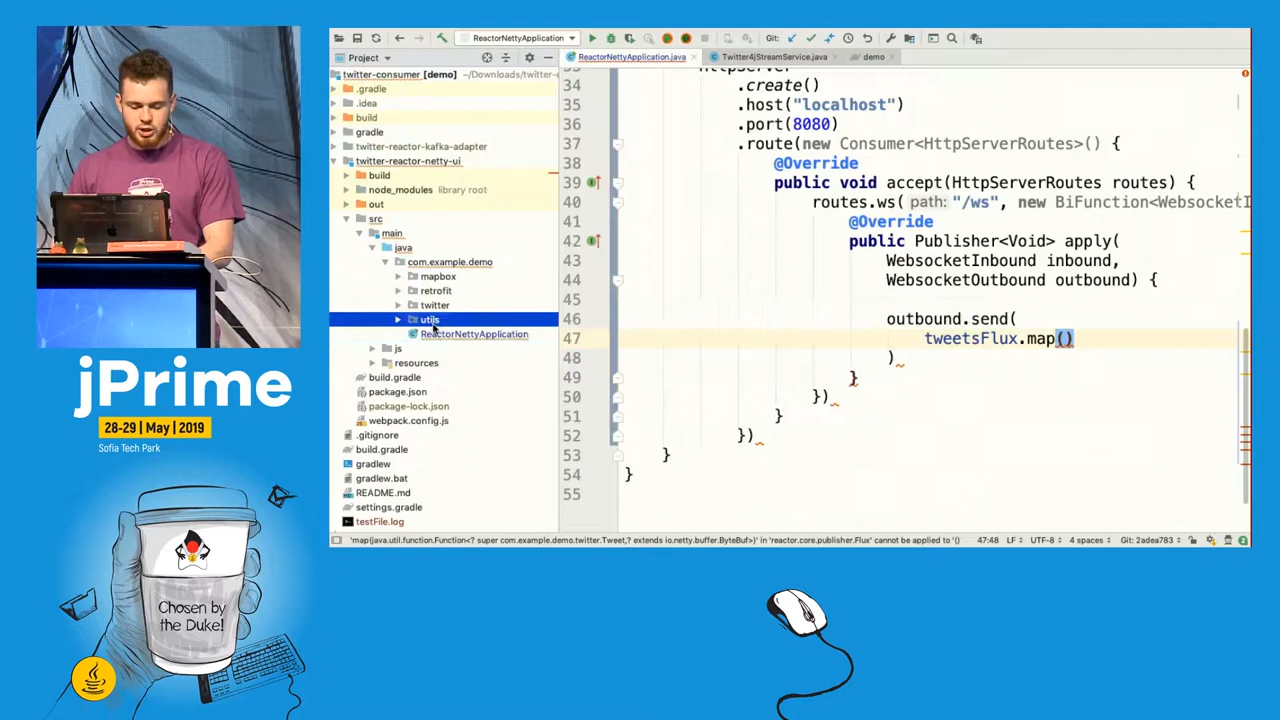 ReactorNettyApplication
Git:
Project
ReactorNettyApplication.java
Twitter4jStreamService.java
demo
twitter-consumer [demo] ~/Downloads/twitter-
.gradle
.idea
build
gradle
twitter-reactor-kafka-adapter
twitter-reactor-netty-ui
build
node_modules library root
out
src
main
java
com.example.demo
mapbox
retrofit
twitter
utils
ReactorNettyApplication
js
resources
build.gradle
package.json
package-lock.json
webpack.config.js
.gitignore
build.gradle
gradlew
gradlew.bat
README.md
settings.gradle
testFile.log
34 .create()
35 .host("localhost")
36 .port(8080)
37 .route(new Consumer<HttpServerRoutes>() {
38 @Override
39 public void accept(HttpServerRoutes routes) {
40 routes.ws( path: "/ws", new BiFunction<WebsocketI
41 @Override
42 public Publisher<Void> apply(
43 WebsocketInbound inbound,
44 WebsocketOutbound outbound) {
45
46 outbound.send(
47 tweetsFlux.map()
48 )
49 }
50 })
51 }
52 })
53 }
54 }
55
'map(java.util.function.Function<? super com.example.demo.twitter.Tweet,? extends io.netty.buffer.ByteBuf>)' in 'reactor.core.publisher.Flux' cannot be applied to '()
47:48 LF UTF-8 4 spaces Git: 2adea783
jPrime
28-29 | May | 2019
Sofia Tech Park
Chosen by
the Duke!